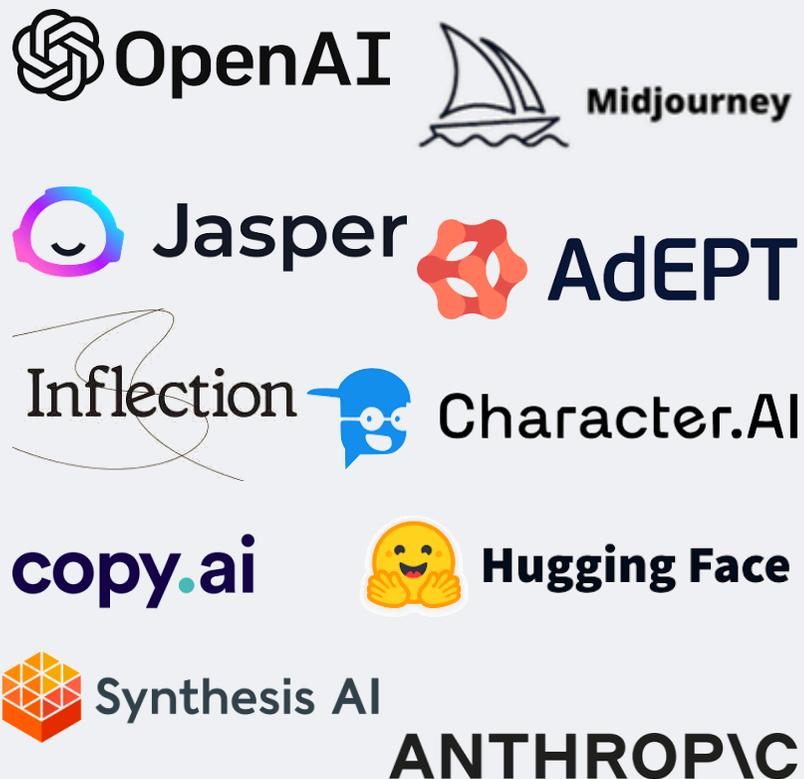 OpenAI
Midjourney
Jasper
AdEPT
Inflection
Character.AI
copy.ai
Hugging Face
Synthesis AI
ANTHROP\C